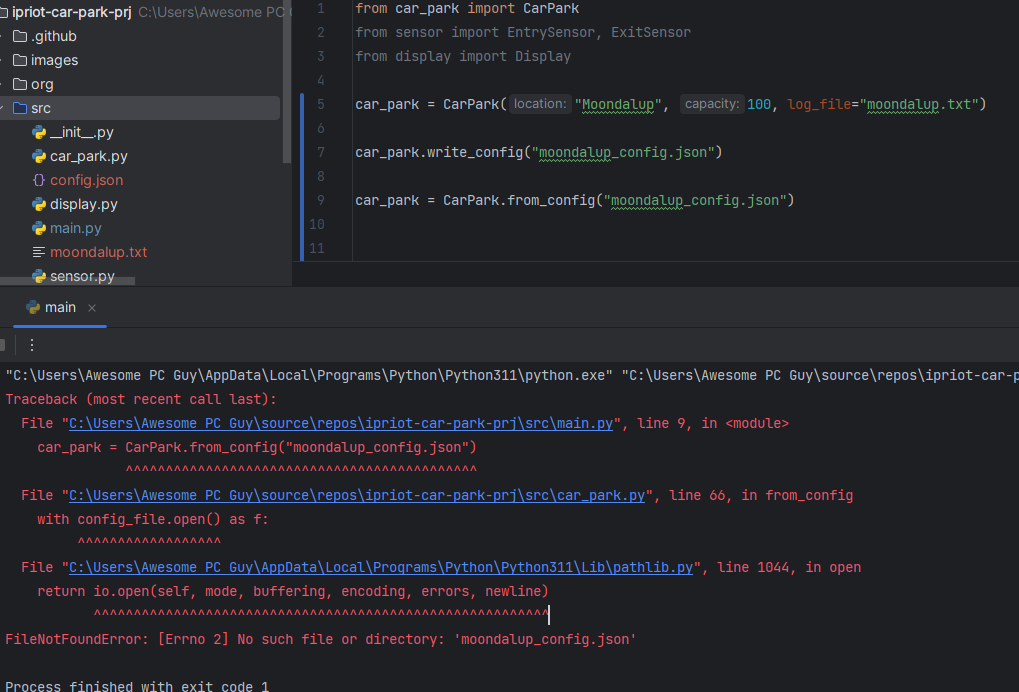 ipriot-car-park-prj C:\Users\Awesome PC
.github
images
org
src
__init__.py
car_park.py
config.json
display.py
main.py
moondalup.txt
sensor.py
1 from car_park import CarPark
2 from sensor import EntrySensor, ExitSensor
3 from display import Display
4
5 car_park = CarPark( location: "Moondalup", capacity: 100, log_file="moondalup.txt")
6
7 car_park.write_config("moondalup_config.json")
8
9 car_park = CarPark.from_config("moondalup_config.json")
10
11
main
"C:\Users\Awesome PC Guy\AppData\Local\Programs\Python\Python311\python.exe" "C:\Users\Awesome PC Guy\source\repos\ipriot-car-p
Traceback (most recent call last):
File "C:\Users\Awesome PC Guy\source\repos\ipriot-car-park-prj\src\main.py", line 9, in <module>
car_park = CarPark.from_config("moondalup_config.json")
^^^^^^^^^^^^^^^^^^^^^^^^^^^^^^^^^^^^^^^^^^^^
File "C:\Users\Awesome PC Guy\source\repos\ipriot-car-park-prj\src\car_park.py", line 66, in from_config
with config_file.open() as f:
^^^^^^^^^^^^^^^^^^
File "C:\Users\Awesome PC Guy\AppData\Local\Programs\Python\Python311\Lib\pathlib.py", line 1044, in open
return io.open(self, mode, buffering, encoding, errors, newline)
^^^^^^^^^^^^^^^^^^^^^^^^^^^^^^^^^^^^^^^^^^^^^^^^^^^^^^^^^
FileNotFoundError: [Errno 2] No such file or directory: 'moondalup_config.json'
Process finished with exit code 1